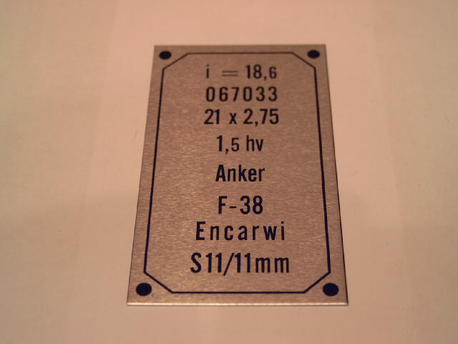 i = 18,6
067033
21 x 2,75
1,5 hv
Anker
F-38
Encarwi
S11/11mm